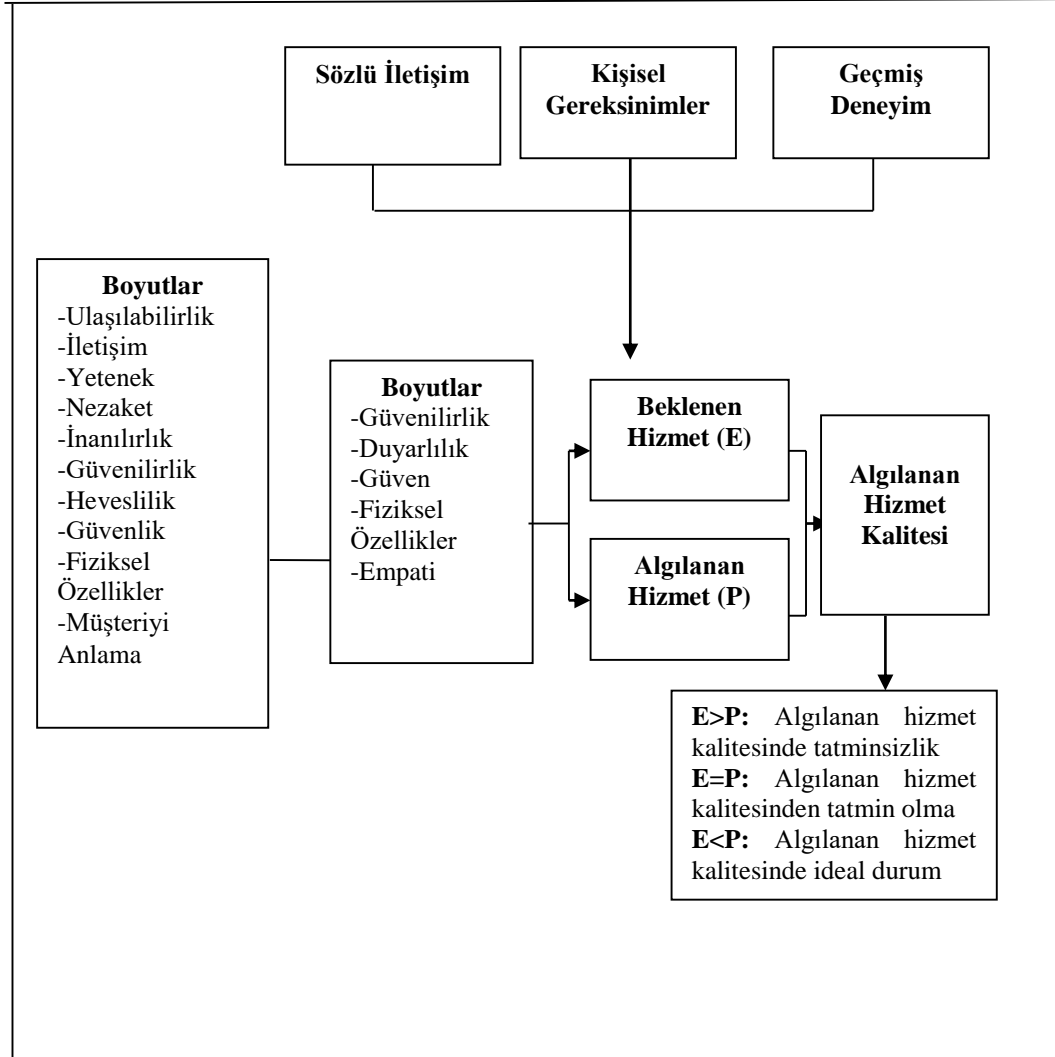 Sözlü İletişim
Kişisel
Gereksinimler
Geçmiş
Deneyim
Boyutlar
-Ulaşılabilirlik
-İletişim
-Yetenek
-Nezaket
-İnanılırlık
-Güvenilirlik
-Heveslilik
-Güvenlik
-Fiziksel
Özellikler
-Müşteriyi
Anlama
Boyutlar
-Güvenilirlik
-Duyarlılık
-Güven
-Fiziksel
Özellikler
-Empati
Beklenen
Hizmet (E)
Algılanan
Hizmet (P)
Algılanan
Hizmet
Kalitesi
E>P: Algılanan hizmet
kalitesinde tatminsizlik
E=P: Algılanan hizmet
kalitesinden tatmin olma
E<P: Algılanan hizmet
kalitesinde ideal durum